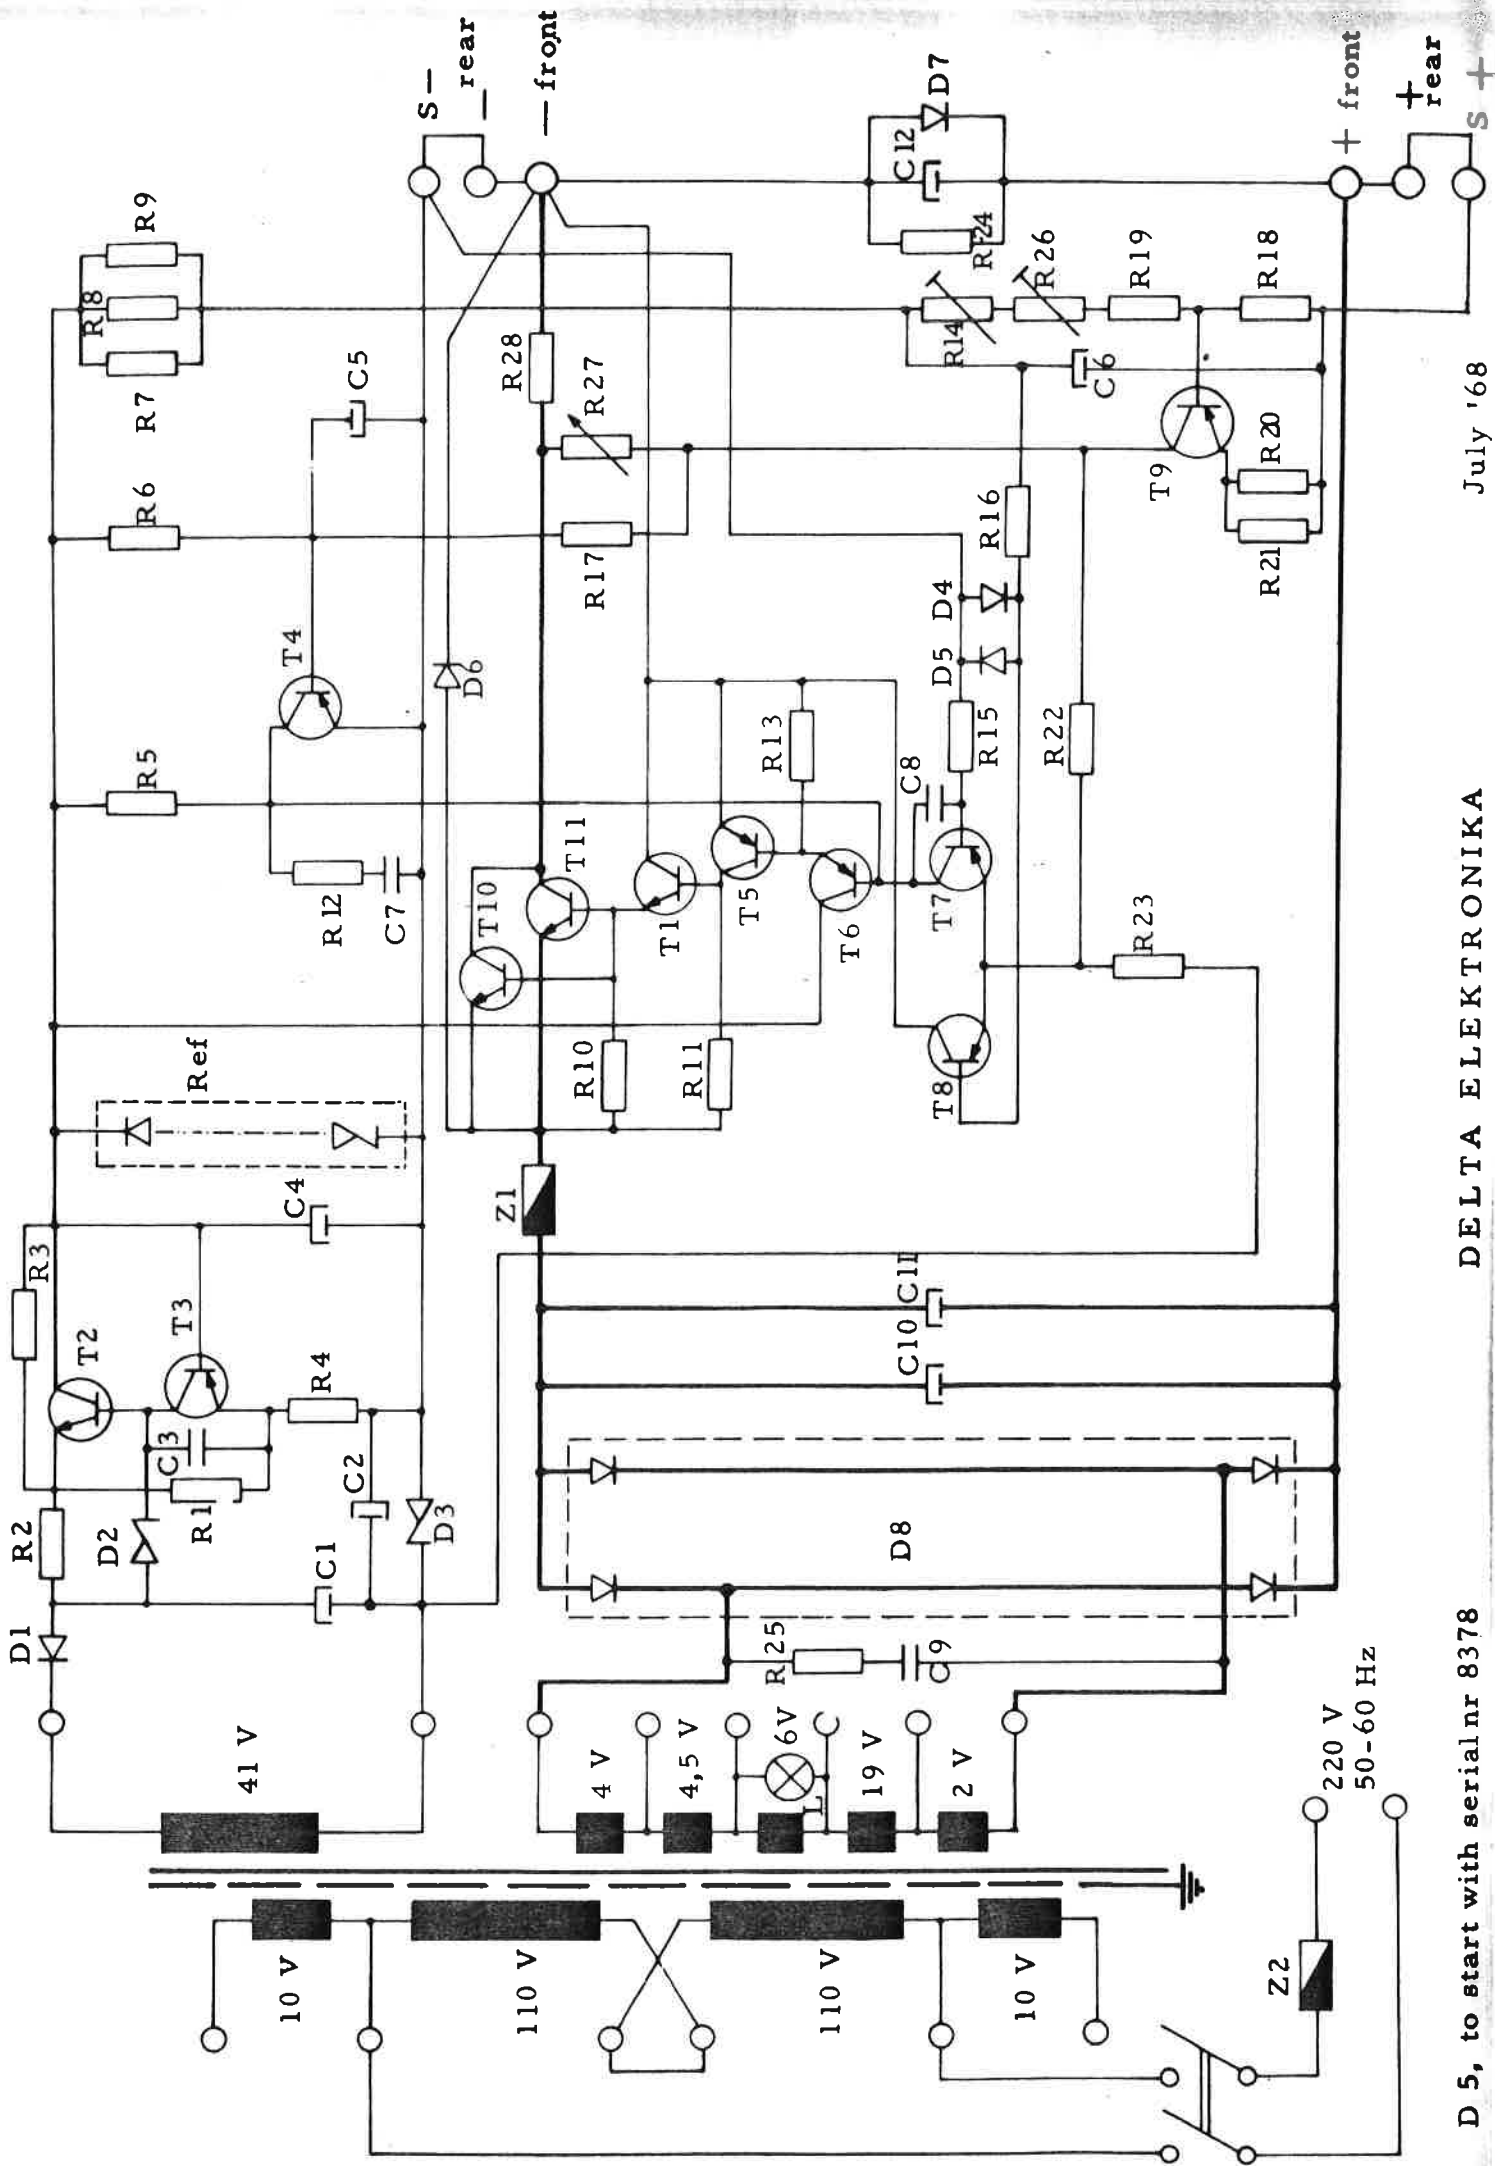 D1
R2
R3
T2
D2
R1
C3
T3
R4
C1
C2
D3
C4
Ref
R12
C7
R5
T4
R6
C5
R7
R8
R9
S —
— rear
— front
41 V
10 V
110 V
110 V
10 V
4 V
4,5 V
6V
L
19 V
2 V
R25
C9
D8
C10
C11
Z1
R10
R11
T10
T11
T1
T5
T6
R13
D6
R28
R27
R17
T8
T7
C8
R15
D5
D4
R16
R22
R23
T9
R21
R20
C6
R14
R26
R19
R18
R24
C12
D7
+ front
+ rear
S +
Z2
220 V
50-60 Hz
D 5, to start with serialnr 8378
DELTA ELEKTRONIKA
July '68